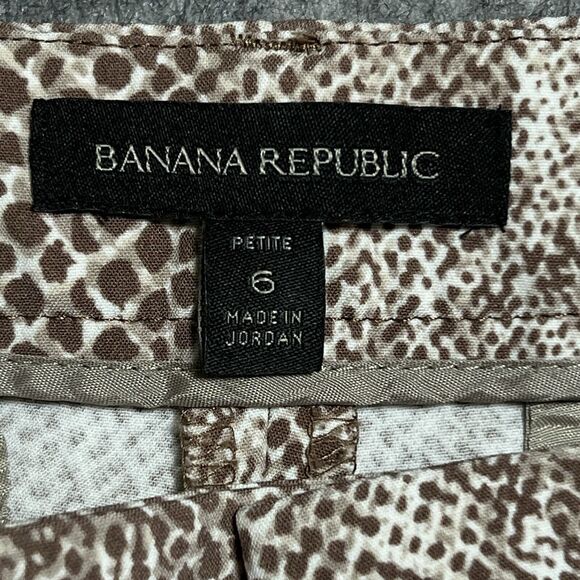 BANANA REPUBLIC
PETITE
6
MADE IN
JORDAN